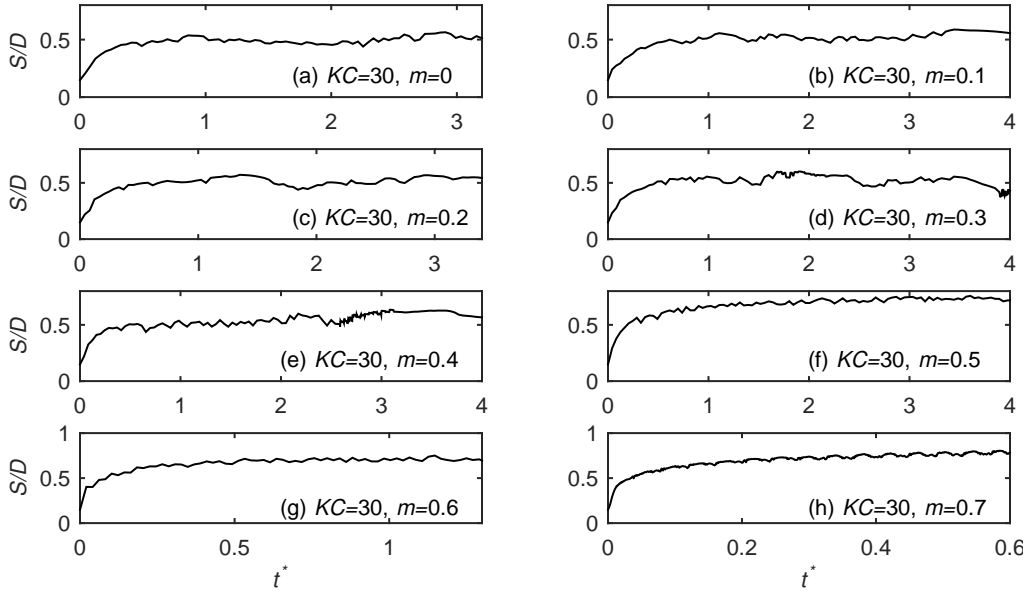 S/D
0.5
0
(a) KC=30, m=0
0 1 2 3
0.5
0
(b) KC=30, m=0.1
0 1 2 3 4
S/D
0.5
0
(c) KC=30, m=0.2
0 1 2 3
0.5
0
(d) KC=30, m=0.3
0 1 2 3 4
S/D
0.5
0
(e) KC=30, m=0.4
0 1 2 3 4
0.5
0
(f) KC=30, m=0.5
0 1 2 3 4
S/D
1
0.5
0
(g) KC=30, m=0.6
0 0.5 1
t*
1
0.5
0
(h) KC=30, m=0.7
0 0.2 0.4 0.6
t*